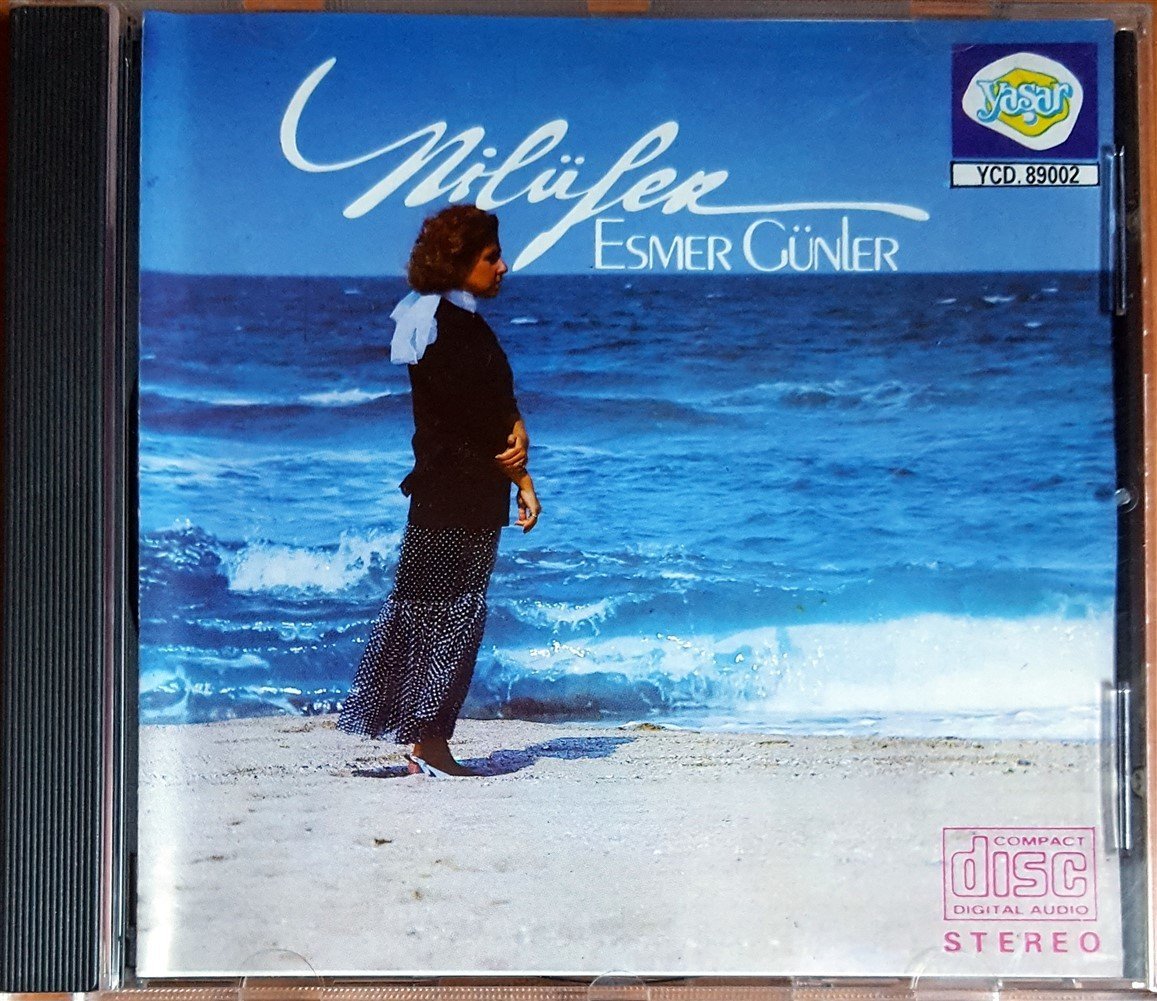 yaşar
YCD. 89002
Nilüfer
ESMER GÜNLER
COMPACT
disc
DIGITAL AUDIO
STEREO